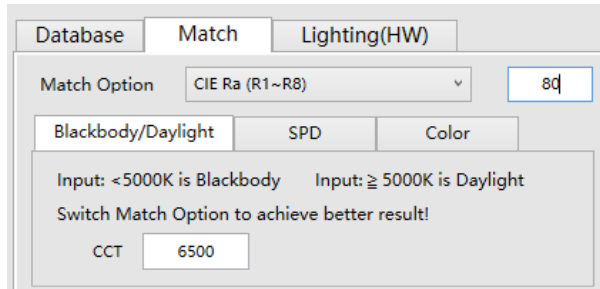 Database Match Lighting(HW)
Match Option CIE Ra (R1~R8) 80
Blackbody/Daylight SPD Color
Input: <5000K is Blackbody Input: ≧ 5000K is Daylight
Switch Match Option to achieve better result!
CCT 6500